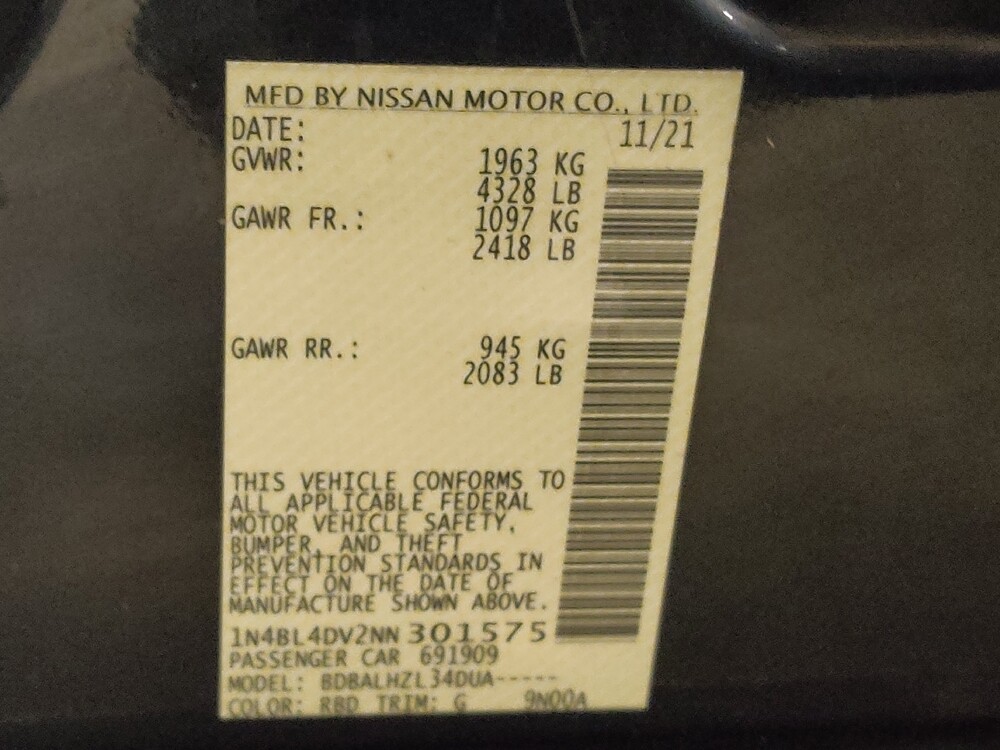 MFD BY NISSAN MOTOR CO., LTD.
DATE: 11/21
GVWR: 1963 KG
4328 LB
GAWR FR.: 1097 KG
2418 LB
GAWR RR.: 945 KG
2083 LB
THIS VEHICLE CONFORMS TO
ALL APPLICABLE FEDERAL
MOTOR VEHICLE SAFETY,
BUMPER, AND THEFT
PREVENTION STANDARDS IN
EFFECT ON THE DATE OF
MANUFACTURE SHOWN ABOVE.
1N4BL4DV2NN 301575
PASSENGER CAR 691909
MODEL: BDBALHZL34DUA-----
COLOR: RBD TRIM: G 9N00A